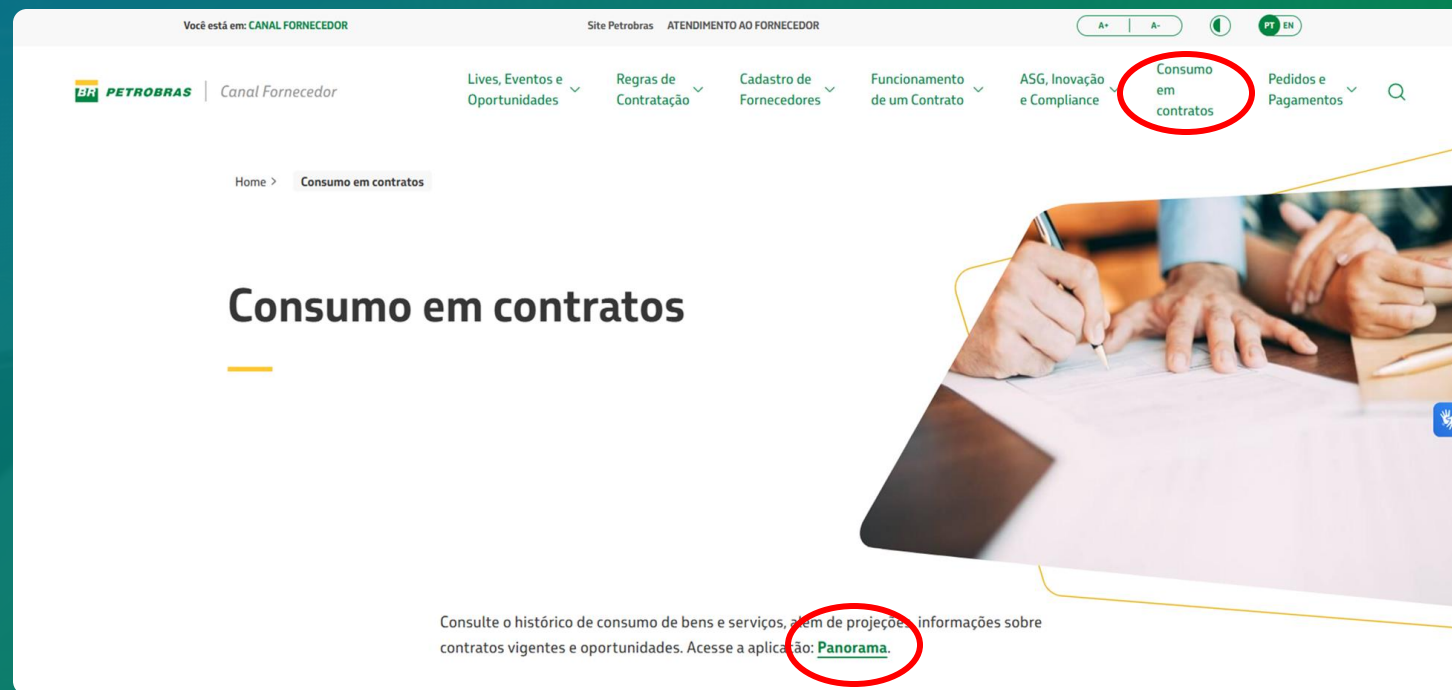 Você está em: CANAL FORNECEDOR
Site Petrobras ATENDIMENTO AO FORNECEDOR
A+ | A-
PT EN
BR PETROBRAS | Canal Fornecedor
Lives, Eventos e
Oportunidades
Regras de
Contratação
Cadastro de
Fornecedores
Funcionamento
de um Contrato
ASG, Inovação
e Compliance
Consumo
em
contratos
Pedidos e
Pagamentos
Home > Consumo em contratos
Consumo em contratos
Consulte o histórico de consumo de bens e serviços, além de projeções, informações sobre
contratos vigentes e oportunidades. Acesse a aplicação: Panorama.